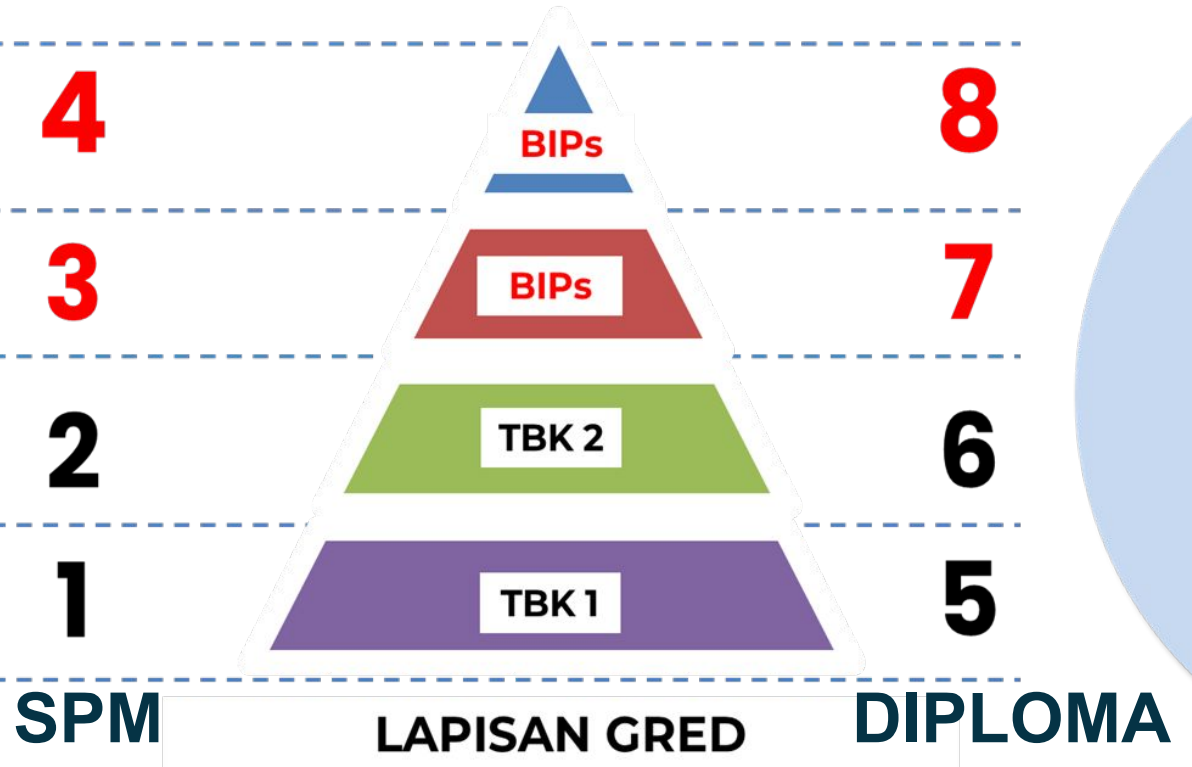 4 BIPs 8
3 BIPs 7
2 TBK 2 6
1 TBK 1 5
SPM LAPISAN GRED DIPLOMA